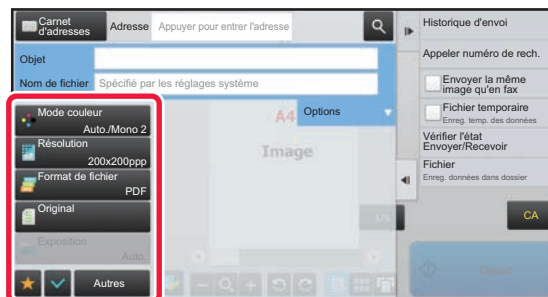 Carnet
d'adresses
Adresse
Appuyer pour entrer l'adresse
Objet
Nom de fichier
Spécifié par les réglages système
Mode couleur
Auto./Mono 2
Résolution
200x200ppp
Format de fichier
PDF
Original
Exposition
Auto.
Autres
A4
Options
Image
1/5
Historique d'envoi
Appeler numéro de rech.
Envoyer la même
image qu'en fax
Fichier temporaire
Enreg. temp. des données
Vérifier l'état
Envoyer/Recevoir
Fichier
Enreg. données dans dossier
CA
Départ